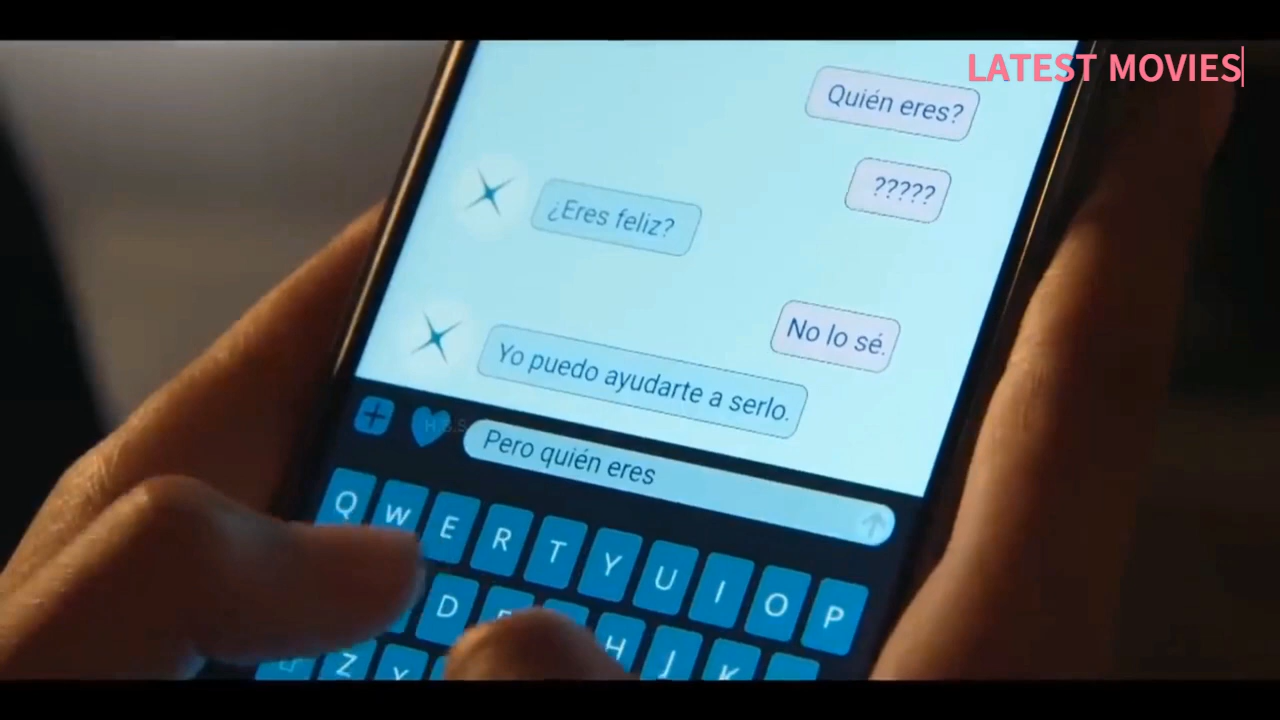 LATEST MOVIES
Quién eres?
?????
¿Eres feliz?
No lo sé.
Yo puedo ayudarte a serlo.
H.S.S
Pero quién eres
Q W E R T Y U I O P
D H J K
Z